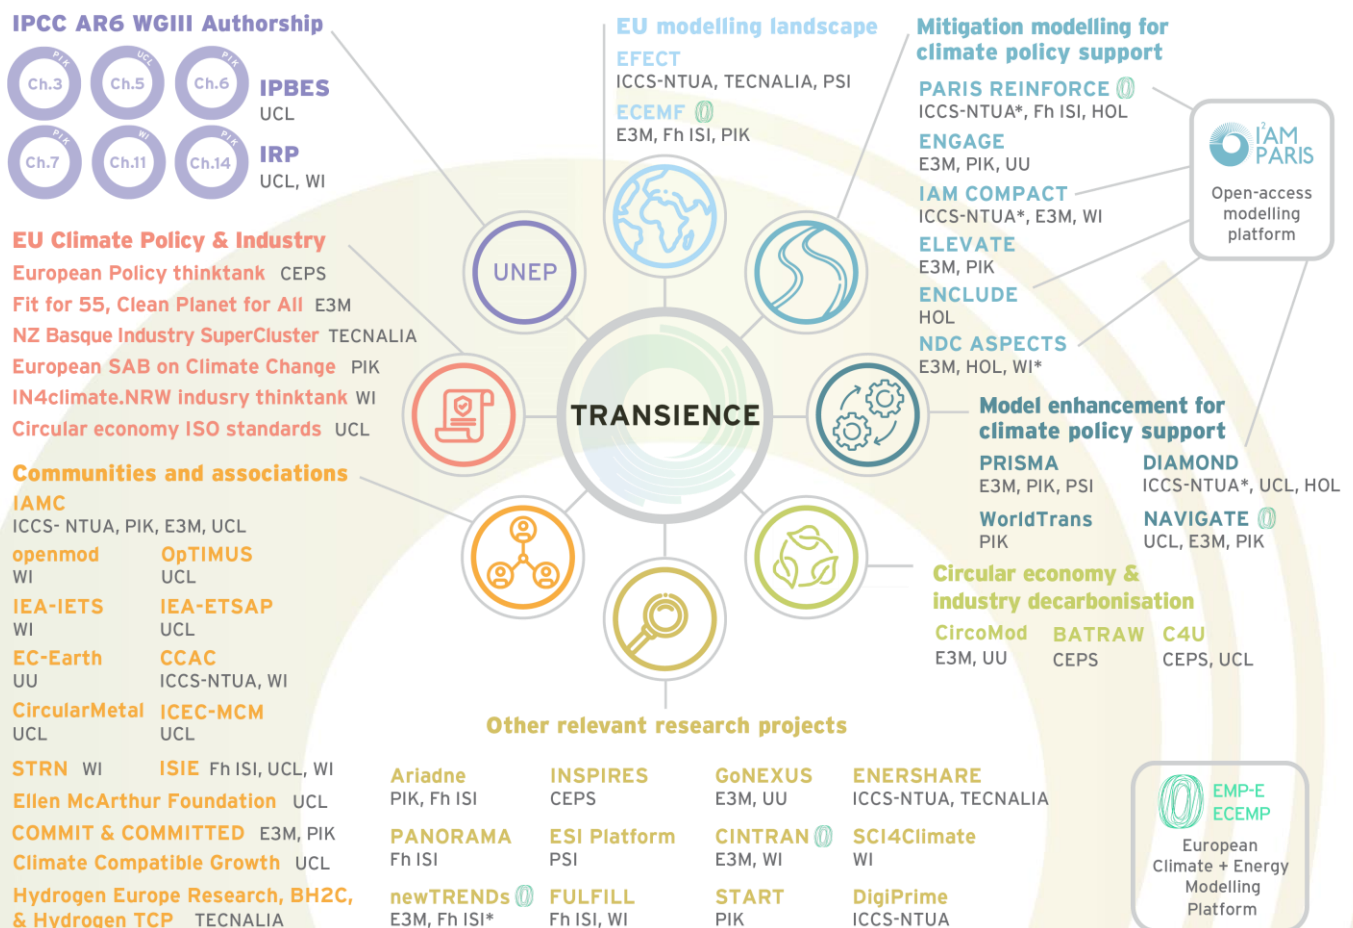 IPCC AR6 WGIII Authorship
PIK
Ch.3
UCL
Ch.5
PIK
Ch.6
IPBES
UCL
PIK
Ch.7
WI
Ch.11
PIK
Ch.14
IRP
UCL, WI
EU Climate Policy & Industry
European Policy thinktank CEPS
Fit for 55, Clean Planet for All E3M
NZ Basque Industry SuperCluster TECNALIA
European SAB on Climate Change PIK
IN4climate.NRW indusry thinktank WI
Circular economy ISO standards UCL
Communities and associations
IAMC
ICCS- NTUA, PIK, E3M, UCL
openmod
WI
OpTIMUS
UCL
IEA-IETS
WI
IEA-ETSAP
UCL
EC-Earth
UU
CCAC
ICCS-NTUA, WI
CircularMetal
UCL
ICEC-MCM
UCL
STRN WI
ISIE Fh ISI, UCL, WI
Ellen McArthur Foundation UCL
COMMIT & COMMITTED E3M, PIK
Climate Compatible Growth UCL
Hydrogen Europe Research, BH2C,
& Hydrogen TCP TECNALIA
EU modelling landscape
EFECT
ICCS-NTUA, TECNALIA, PSI
ECEMF
E3M, Fh ISI, PIK
UNEP
TRANSIENCE
Mitigation modelling for
climate policy support
PARIS REINFORCE
ICCS-NTUA*, Fh ISI, HOL
ENGAGE
E3M, PIK, UU
IAM COMPACT
ICCS-NTUA*, E3M, WI
ELEVATE
E3M, PIK
ENCLUDE
HOL
NDC ASPECTS
E3M, HOL, WI*
I²AM
PARIS
Open-access
modelling
platform
Model enhancement for
climate policy support
PRISMA
E3M, PIK, PSI
DIAMOND
ICCS-NTUA*, UCL, HOL
WorldTrans
PIK
NAVIGATE
UCL, E3M, PIK
Circular economy &
industry decarbonisation
CircoMod
E3M, UU
BATRAW
CEPS
C4U
CEPS, UCL
Other relevant research projects
Ariadne
PIK, Fh ISI
INSPIRES
CEPS
GoNEXUS
E3M, UU
ENERSHARE
ICCS-NTUA, TECNALIA
PANORAMA
Fh ISI
ESI Platform
PSI
CINTRAN
E3M, WI
SCI4Climate
WI
newTRENDs
E3M, Fh ISI*
FULFILL
Fh ISI, WI
START
PIK
DigiPrime
ICCS-NTUA
EMP-E
ECEMP
European
Climate + Energy
Modelling
Platform